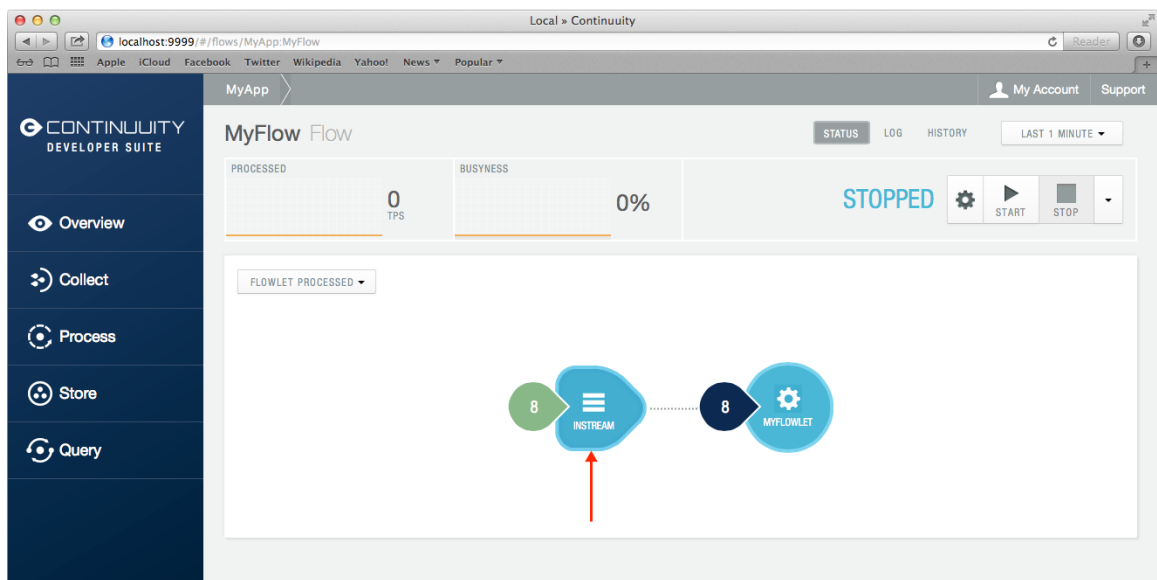 Local » Continuuity
localhost:9999/#/flows/MyApp:MyFlow
Reader
Apple iCloud Facebook Twitter Wikipedia Yahoo! News ▾ Popular ▾
MyApp
My Account Support
CONTINUUITY
DEVELOPER SUITE
MyFlow Flow
STATUS LOG HISTORY LAST 1 MINUTE
PROCESSED
0
TPS
BUSYNESS
0%
STOPPED
START
STOP
Overview
Collect
Process
Store
Query
FLOWLET PROCESSED
8
INSTREAM
8
MYFLOWLET